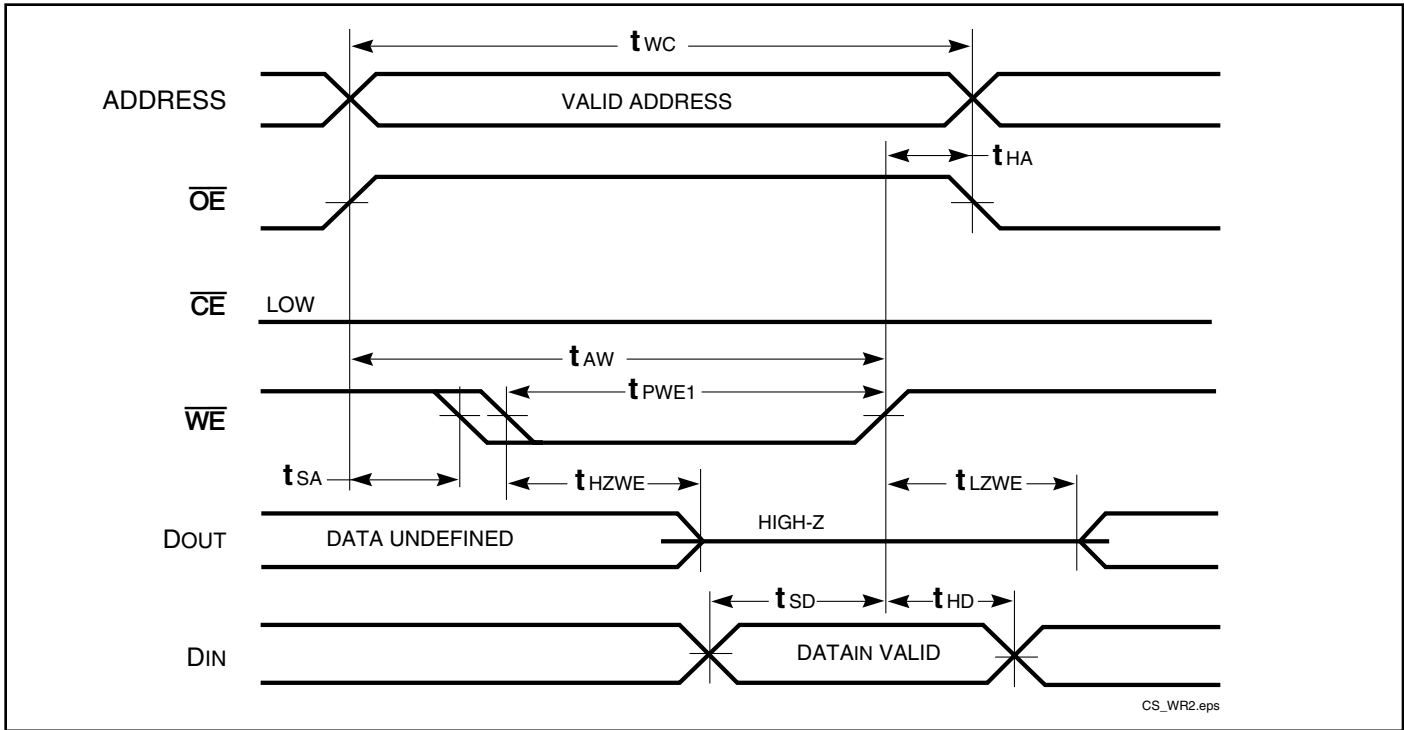 tWC
ADDRESS
VALID ADDRESS
tHA
OE
CE
LOW
tAW
tPWE1
WE
tSA
tHZWE
tLZWE
HIGH-Z
DOUT
DATA UNDEFINED
tSD
tHD
DIN
DATAIN VALID
CS_WR2.eps